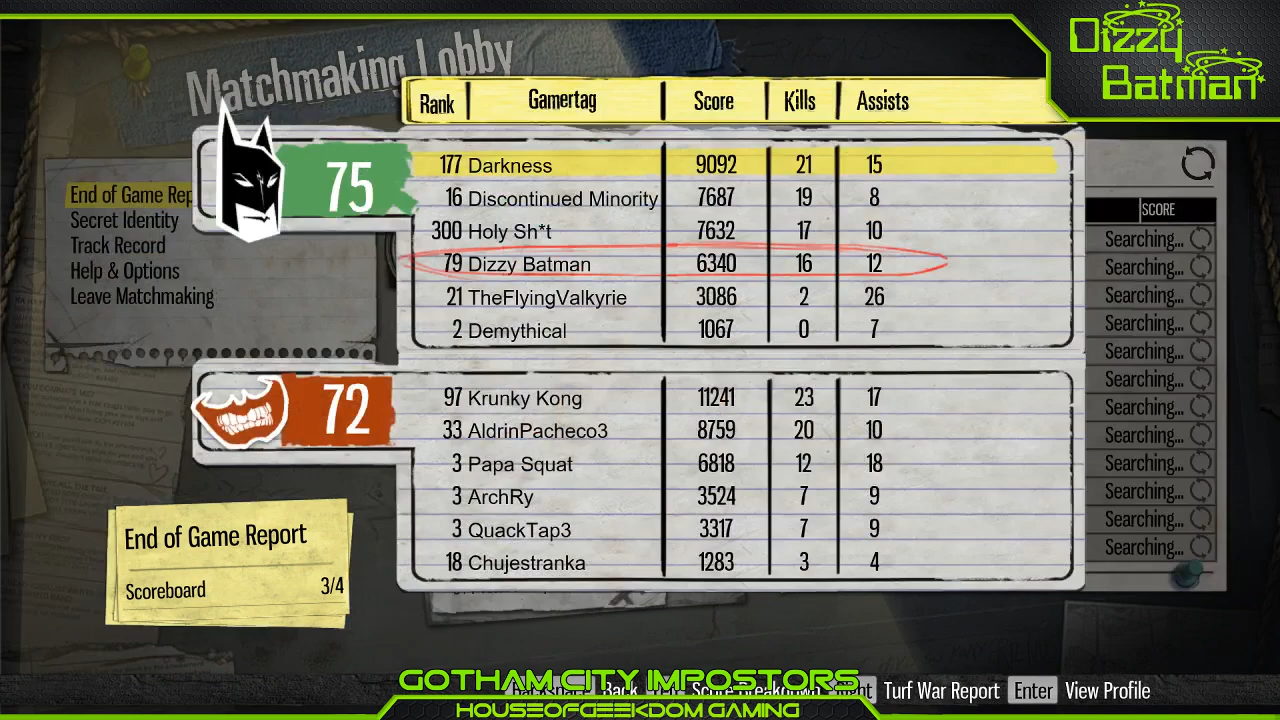 Dizzy
Batman
Matchmaking Lobby
Rank Gamertag Score Kills Assists
75
177 Darkness 9092 21 15
16 Discontinued Minority 7687 19 8
300 Holy Sh*t 7632 17 10
79 Dizzy Batman 6340 16 12
21 TheFlyingValkyrie 3086 2 26
2 Demythical 1067 0 7
72
97 Krunky Kong 11241 23 17
33 AldrinPacheco3 8759 20 10
3 Papa Squat 6818 12 18
3 ArchRy 3524 7 9
3 QuackTap3 3317 7 9
18 Chujestranka 1283 3 4
End of Game Rep
Secret Identity
Track Record
Help & Options
Leave Matchmaking
SCORE
Searching...
Searching...
Searching...
Searching...
Searching...
Searching...
Searching...
Searching...
Searching...
Searching...
Searching...
Searching...
End of Game Report
Scoreboard 3/4
GOTHAM CITY IMPOSTORS
Back Score Breakdown Turf War Report Enter View Profile
HOUSEOFGEEKDOM GAMING